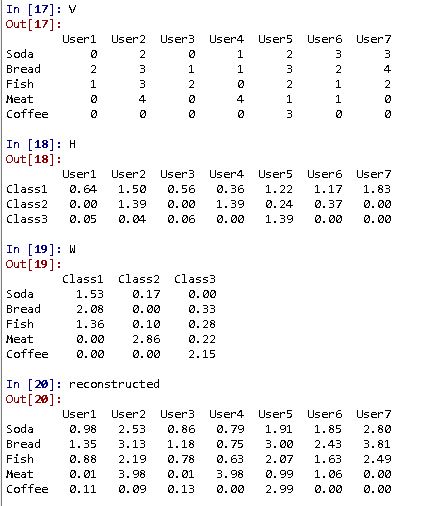 In [17]: V
Out[17]:
User1 User2 User3 User4 User5 User6 User7
Soda 0 2 0 1 2 3 3
Bread 2 3 1 1 3 2 4
Fish 1 3 2 0 2 1 2
Meat 0 4 0 4 1 1 0
Coffee 0 0 0 0 3 0 0
In [18]: H
Out[18]:
User1 User2 User3 User4 User5 User6 User7
Class1 0.64 1.50 0.56 0.36 1.22 1.17 1.83
Class2 0.00 1.39 0.00 1.39 0.24 0.37 0.00
Class3 0.05 0.04 0.06 0.00 1.39 0.00 0.00
In [19]: W
Out[19]:
Class1 Class2 Class3
Soda 1.53 0.17 0.00
Bread 2.08 0.00 0.33
Fish 1.36 0.10 0.28
Meat 0.00 2.86 0.22
Coffee 0.00 0.00 2.15
In [20]: reconstructed
Out[20]:
User1 User2 User3 User4 User5 User6 User7
Soda 0.98 2.53 0.86 0.79 1.91 1.85 2.80
Bread 1.35 3.13 1.18 0.75 3.00 2.43 3.81
Fish 0.88 2.19 0.78 0.63 2.07 1.63 2.49
Meat 0.01 3.98 0.01 3.98 0.99 1.06 0.00
Coffee 0.11 0.09 0.13 0.00 2.99 0.00 0.00